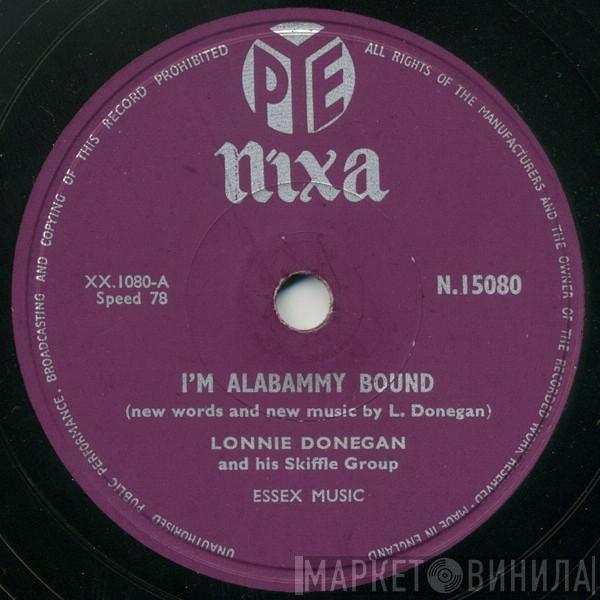 PYE
nixa
XX.1080-A
Speed 78
N.15080
I'M ALABAMMY BOUND
(new words and new music by L. Donegan)
LONNIE DONEGAN
and his Skiffle Group
ESSEX MUSIC
ALL RIGHTS OF THE MANUFACTURERS AND THE OWNER OF THE RECORDED WORK RESERVED. MADE IN ENGLAND
UNAUTHORISED PUBLIC PERFORMANCE, BROADCASTING AND COPYING OF THIS RECORD PROHIBITED
МАРКЕТ ВИНИЛА